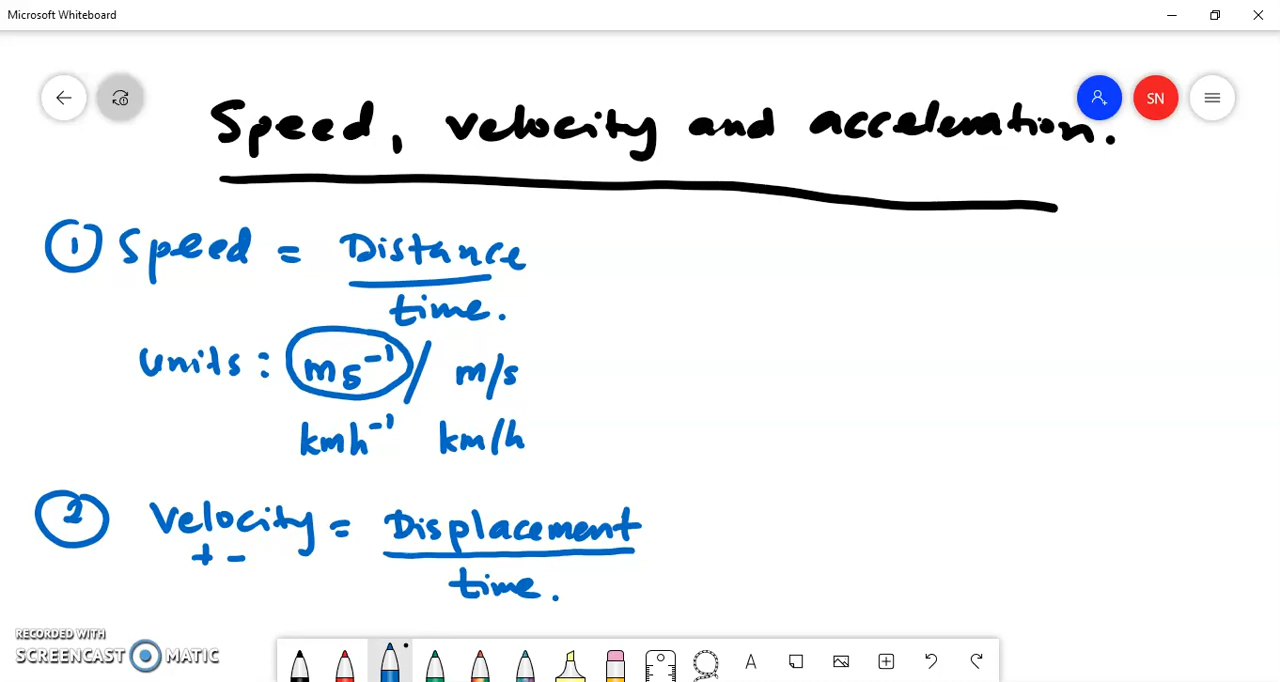 Microsoft Whiteboard
SN
Speed, velocity and acceleration.
① Speed = Distance
time.
units : ms⁻¹ / m/s
kmh⁻¹ km/h
② Velocity = Displacement
+ −
time.
RECORDED WITH
SCREENCAST MATIC
A